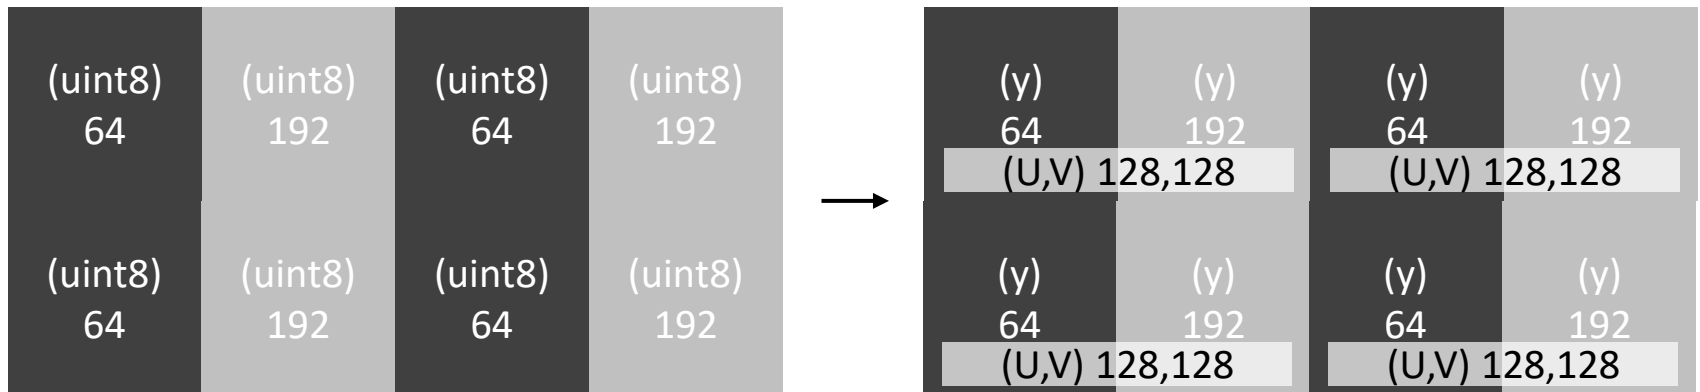 (uint8) (uint8) (uint8) (uint8) (y) (y) (y) (y)
64 192 64 192 64 192 64 192
(U,V) 128,128 (U,V) 128,128
(uint8) (uint8) (uint8) (uint8) (y) (y) (y) (y)
64 192 64 192 64 192 64 192
(U,V) 128,128 (U,V) 128,128